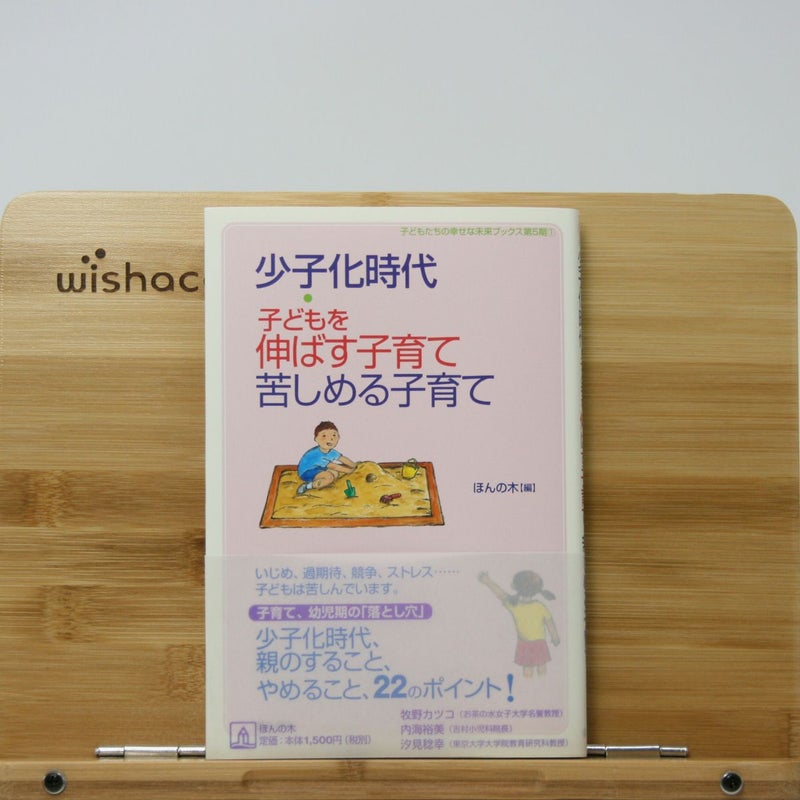 wishac
子どもたちの幸せな未来ブックス第5期①
少子化時代
子どもを
伸ばす子育て
苦しめる子育て
ほんの木【編】
いじめ、過期待、競争、ストレス……
子どもは苦しんでいます。
子育て、幼児期の「落とし穴」
少子化時代、
親のすること、
やめること、22のポイント!
牧野カツコ(お茶の水女子大学名誉教授)
内海裕美(吉村小児科院長)
汐見稔幸(東京大学大学院教育研究科教授)
ほんの木
定価:本体1,500円(税別)